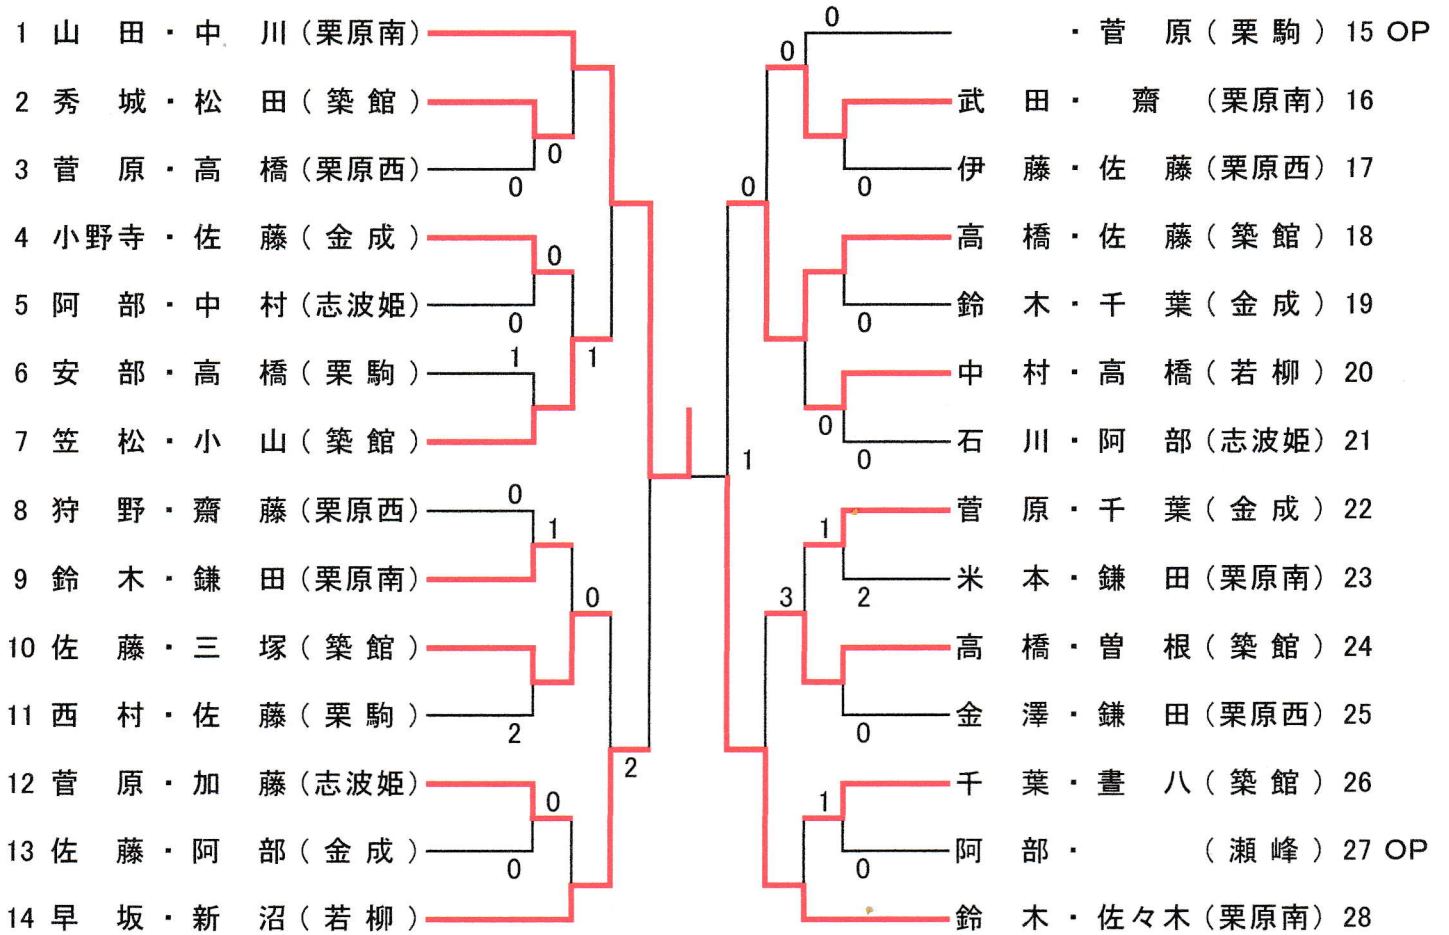 1 山田・中川(栗原南)
2 秀城・松田(築館)
0
3 菅原・高橋(栗原西)
0
4 小野寺・佐藤(金成)
0
5 阿部・中村(志波姫)
0
1
1
6 安部・高橋(栗駒)
7 笠松・小山(築館)
0
8 狩野・齋藤(栗原西)
1
9 鈴木・鎌田(栗原南)
0
10 佐藤・三塚(築館)
11 西村・佐藤(栗駒)
2
2
12 菅原・加藤(志波姫)
0
13 佐藤・阿部(金成)
0
14 早坂・新沼(若柳)
1
0
・菅原(栗駒) 15 OP
0
武田・齋(栗原南) 16
伊藤・佐藤(栗原西) 17
0
0
高橋・佐藤(築館) 18
鈴木・千葉(金成) 19
0
中村・高橋(若柳) 20
0
石川・阿部(志波姫) 21
0
菅原・千葉(金成) 22
1
米本・鎌田(栗原南) 23
2
3
高橋・曽根(築館) 24
金澤・鎌田(栗原西) 25
0
千葉・晝八(築館) 26
1
阿部・(瀬峰) 27 OP
0
鈴木・佐々木(栗原南) 28